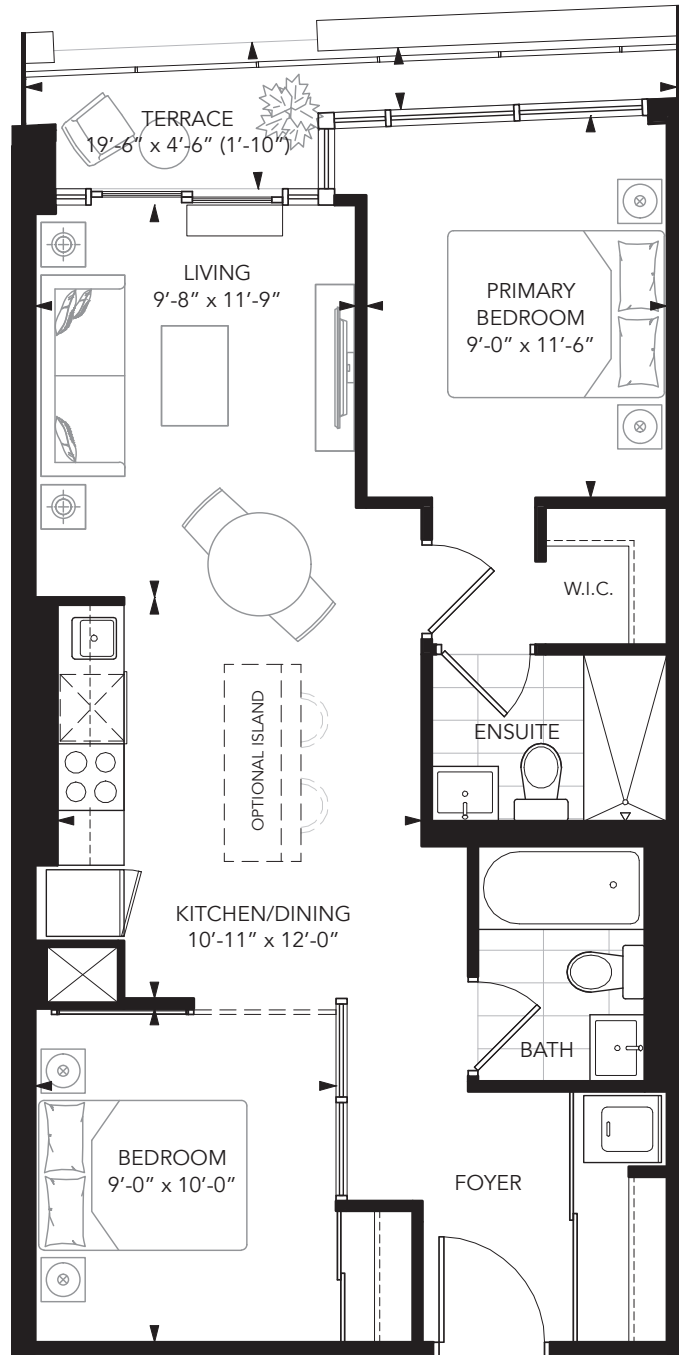 TERRACE
19'-6" x 4'-6" (1'-10")
LIVING
9'-8" x 11'-9"
PRIMARY
BEDROOM
9'-0" x 11'-6"
W.I.C.
ENSUITE
OPTIONAL ISLAND
KITCHEN/DINING
10'-11" x 12'-0"
BATH
BEDROOM
9'-0" x 10'-0"
FOYER